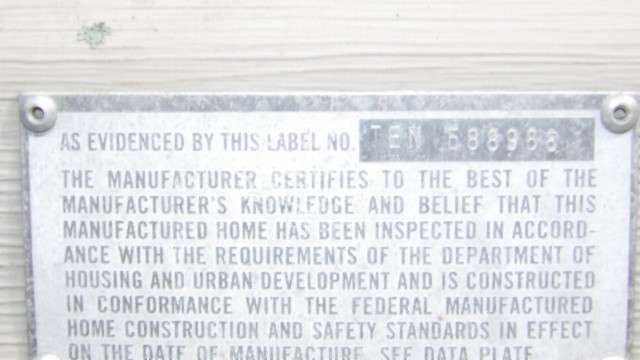 AS EVIDENCED BY THIS LABEL NO. TEN
THE MANUFACTURER CERTIFIES TO THE BEST OF THE
MANUFACTURER'S KNOWLEDGE AND BELIEF THAT THIS
MANUFACTURED HOME HAS BEEN INSPECTED IN ACCORD-
ANCE WITH THE REQUIREMENTS OF THE DEPARTMENT OF
HOUSING AND URBAN DEVELOPMENT AND IS CONSTRUCTED
IN CONFORMANCE WITH THE FEDERAL MANUFACTURED
HOME CONSTRUCTION AND SAFETY STANDARDS IN EFFECT
ON THE DATE OF MANUFACTURE. SEE DATA PLATE.